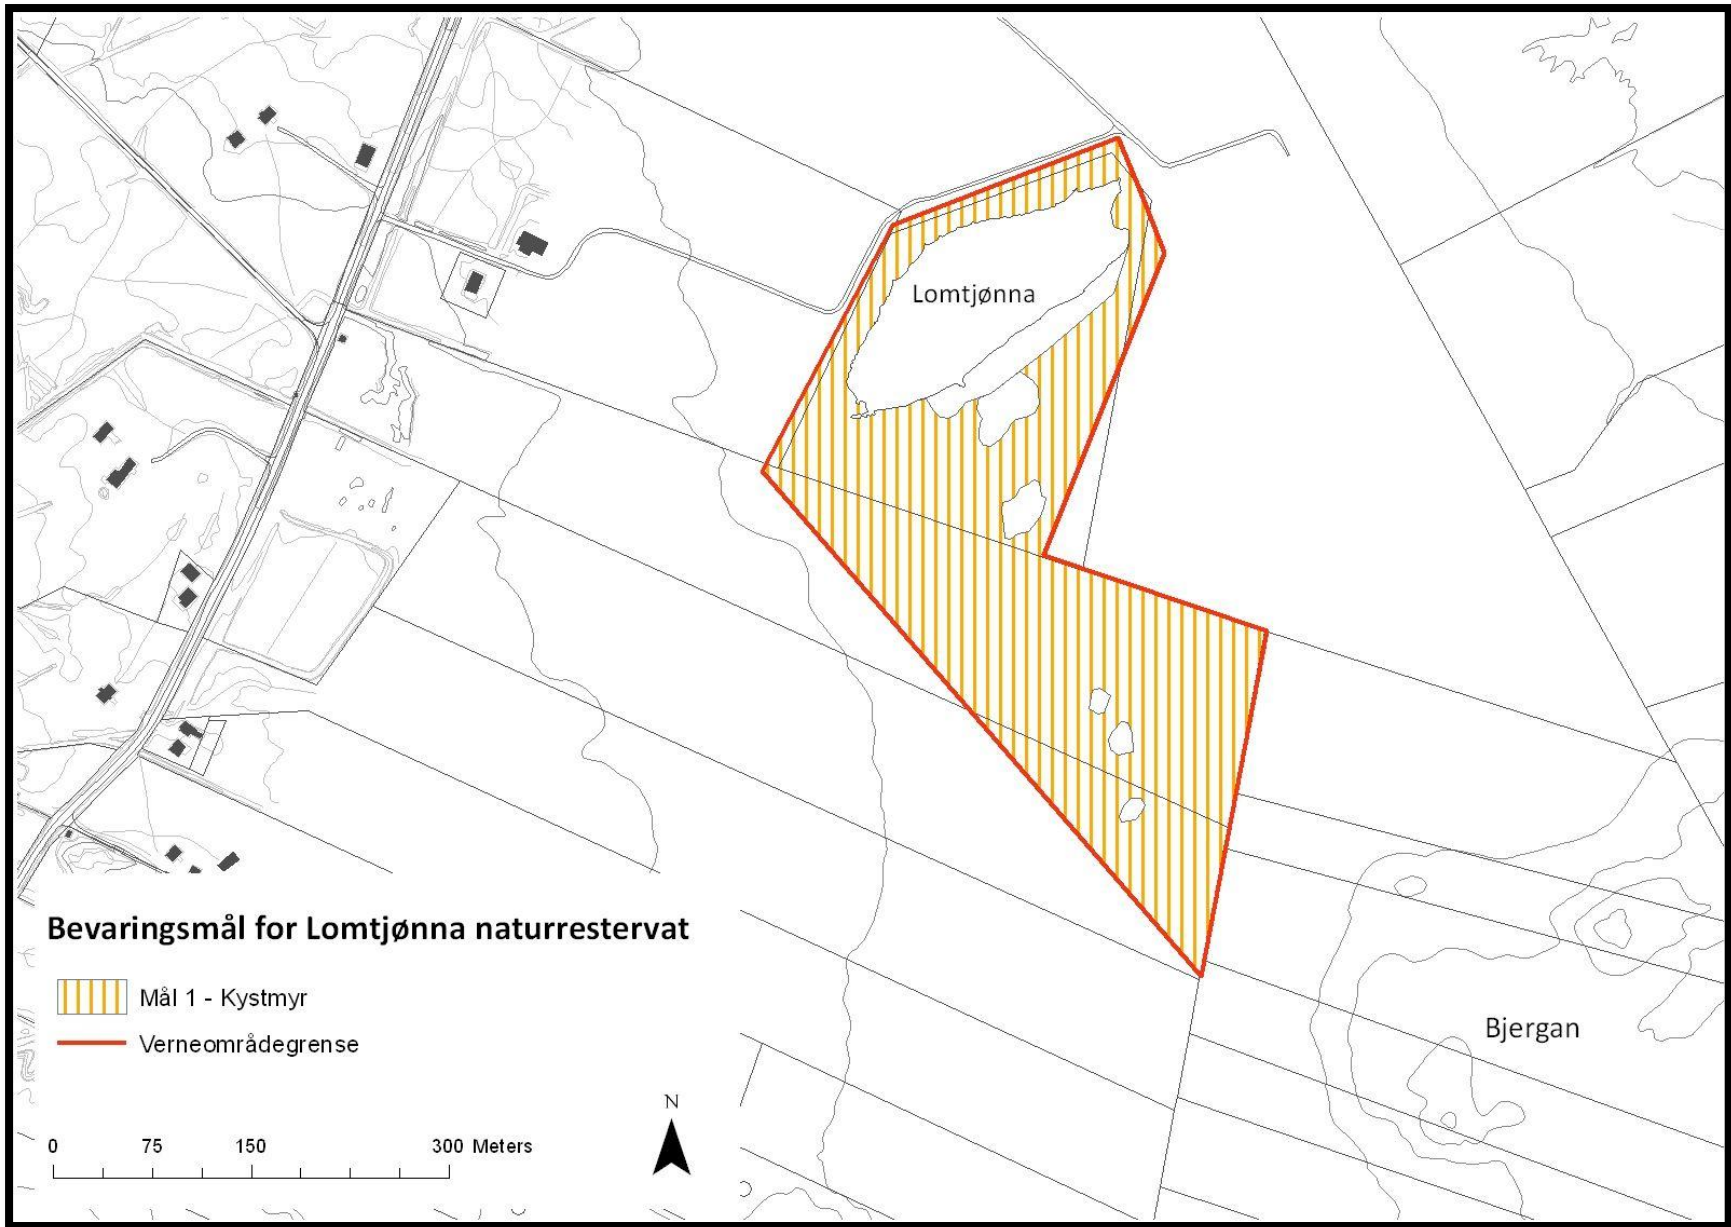 Lomtjønna
Bjergan
Bevaringsmål for Lomtjønna naturrestervat
Mål 1 - Kystmyr
Verneområdegrense
N
0 75 150 300 Meters